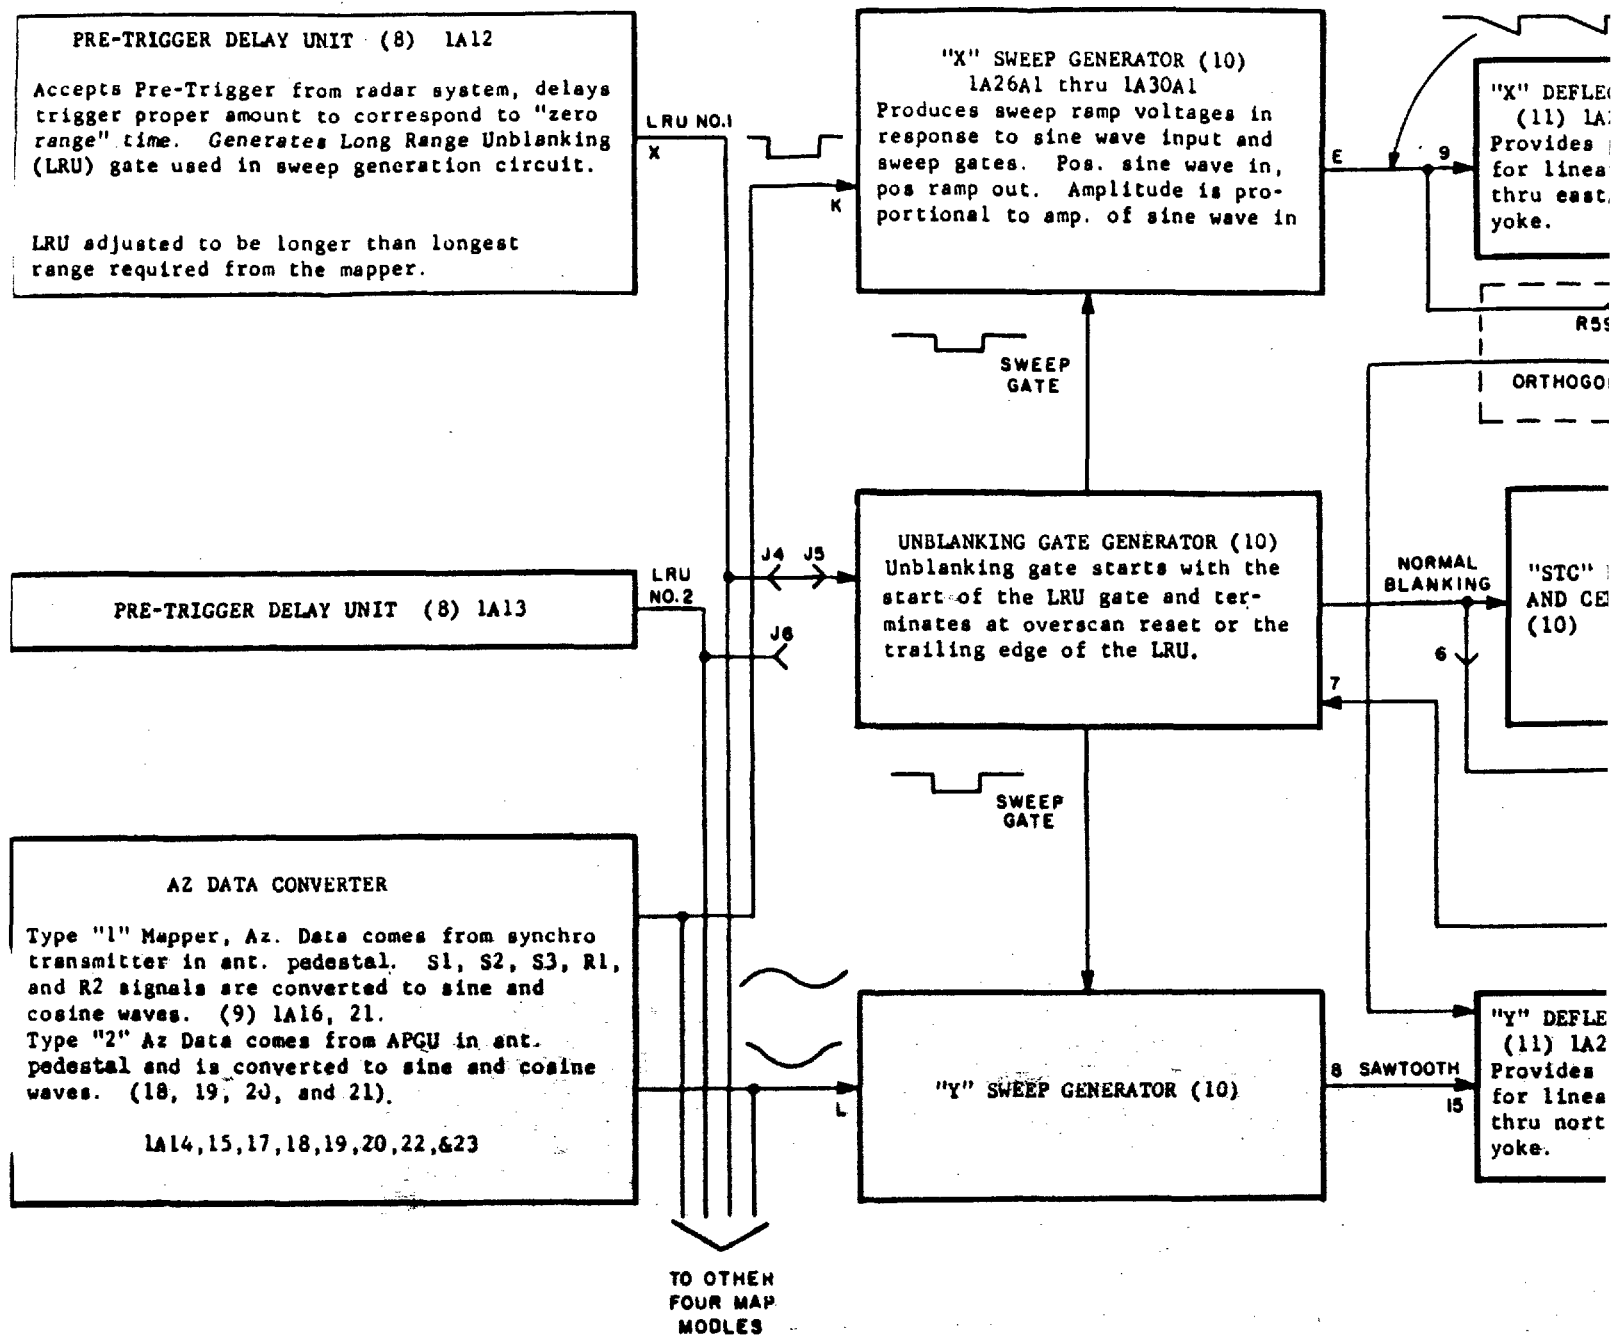 PRE-TRIGGER DELAY UNIT (8) 1A12
Accepts Pre-Trigger from radar system, delays
trigger proper amount to correspond to "zero
range" time. Generates Long Range Unblanking
(LRU) gate used in sweep generation circuit.
LRU adjusted to be longer than longest
range required from the mapper.
LRU NO.1
X
K
"X" SWEEP GENERATOR (10)
1A26A1 thru 1A30A1
Produces sweep ramp voltages in
response to sine wave input and
sweep gates. Pos. sine wave in,
pos ramp out. Amplitude is pro-
portional to amp. of sine wave in
E
9
"X" DEFLEC
(11) 1A2
Provides
for linea
thru east/
yoke.
R59
ORTHOGO
SWEEP
GATE
PRE-TRIGGER DELAY UNIT (8) 1A13
LRU
NO.2
J4
J5
J6
UNBLANKING GATE GENERATOR (10)
Unblanking gate starts with the
start of the LRU gate and ter-
minates at overscan reset or the
trailing edge of the LRU.
NORMAL
BLANKING
6
7
"STC"
AND CE
(10)
SWEEP
GATE
AZ DATA CONVERTER
Type "1" Mapper, Az. Data comes from synchro
transmitter in ant. pedestal. S1, S2, S3, R1,
and R2 signals are converted to sine and
cosine waves. (9) 1A16, 21.
Type "2" Az Data comes from APGU in ant.
pedestal and is converted to sine and cosine
waves. (18, 19, 20, and 21).
1A14,15,17,18,19,20,22,&23
L
"Y" SWEEP GENERATOR (10)
8 SAWTOOTH
15
"Y" DEFLE
(11) 1A2
Provides
for linea
thru nort
yoke.
TO OTHER
FOUR MAP
MODLES